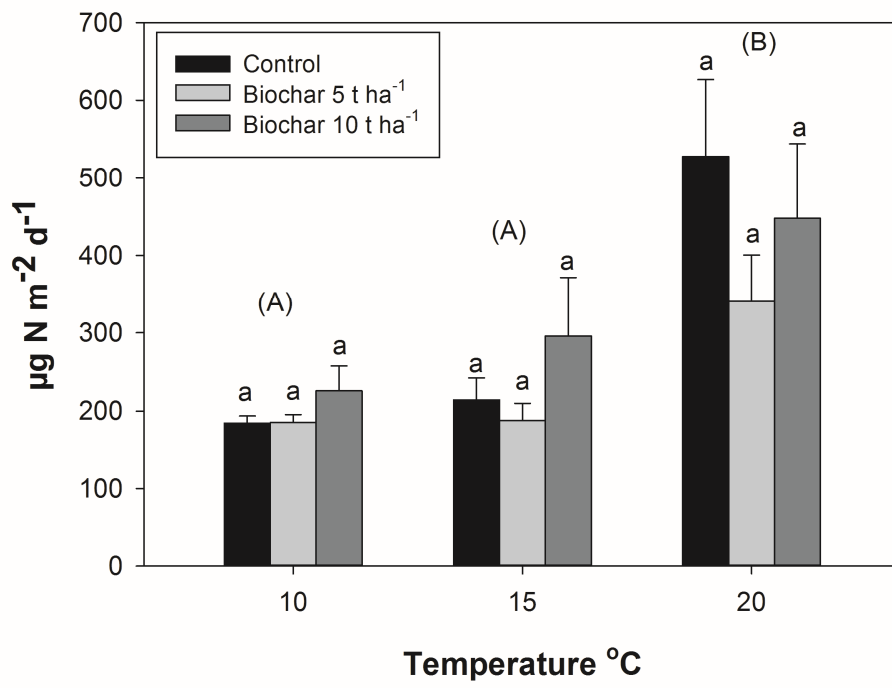 700
600
500
400
300
200
100
0
µg N m⁻² d⁻¹
Control
Biochar 5 t ha⁻¹
Biochar 10 t ha⁻¹
(A)
a a a
(A)
a a a
(B)
a a a
10 15 20
Temperature ᵒC